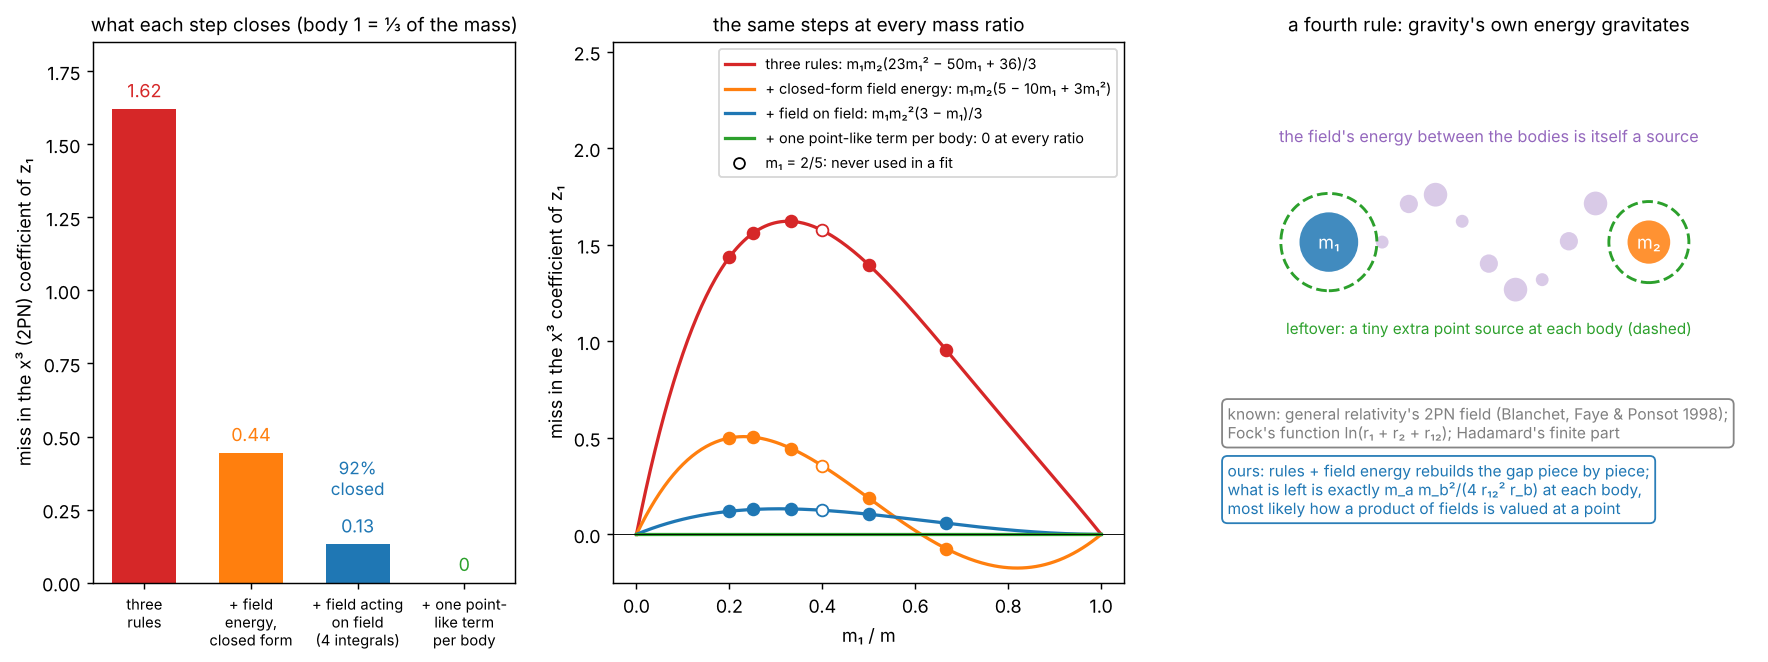 what each step closes (body 1 = ⅓ of the mass)
miss in the x³ (2PN) coefficient of z₁
1.75
1.50
1.25
1.00
0.75
0.50
0.25
0.00
1.62
0.44
92%
closed
0.13
0
three
rules
+ field
energy,
closed form
+ field acting
on field
(4 integrals)
+ one point-
like term
per body
the same steps at every mass ratio
miss in the x³ coefficient of z₁
2.5
2.0
1.5
1.0
0.5
0.0
three rules: m₁m₂(23m₁² − 50m₁ + 36)/3
+ closed-form field energy: m₁m₂(5 − 10m₁ + 3m₁²)
+ field on field: m₁m₂²(3 − m₁)/3
+ one point-like term per body: 0 at every ratio
m₁ = 2/5: never used in a fit
0.0
0.2
0.4
0.6
0.8
1.0
m₁ / m
a fourth rule: gravity's own energy gravitates
the field's energy between the bodies is itself a source
m₁
m₂
leftover: a tiny extra point source at each body (dashed)
known: general relativity's 2PN field (Blanchet, Faye & Ponsot 1998);
Fock's function ln(r₁ + r₂ + r₁₂); Hadamard's finite part
ours: rules + field energy rebuilds the gap piece by piece;
what is left is exactly m_a m_b²/(4 r₁₂² r_b) at each body,
most likely how a product of fields is valued at a point